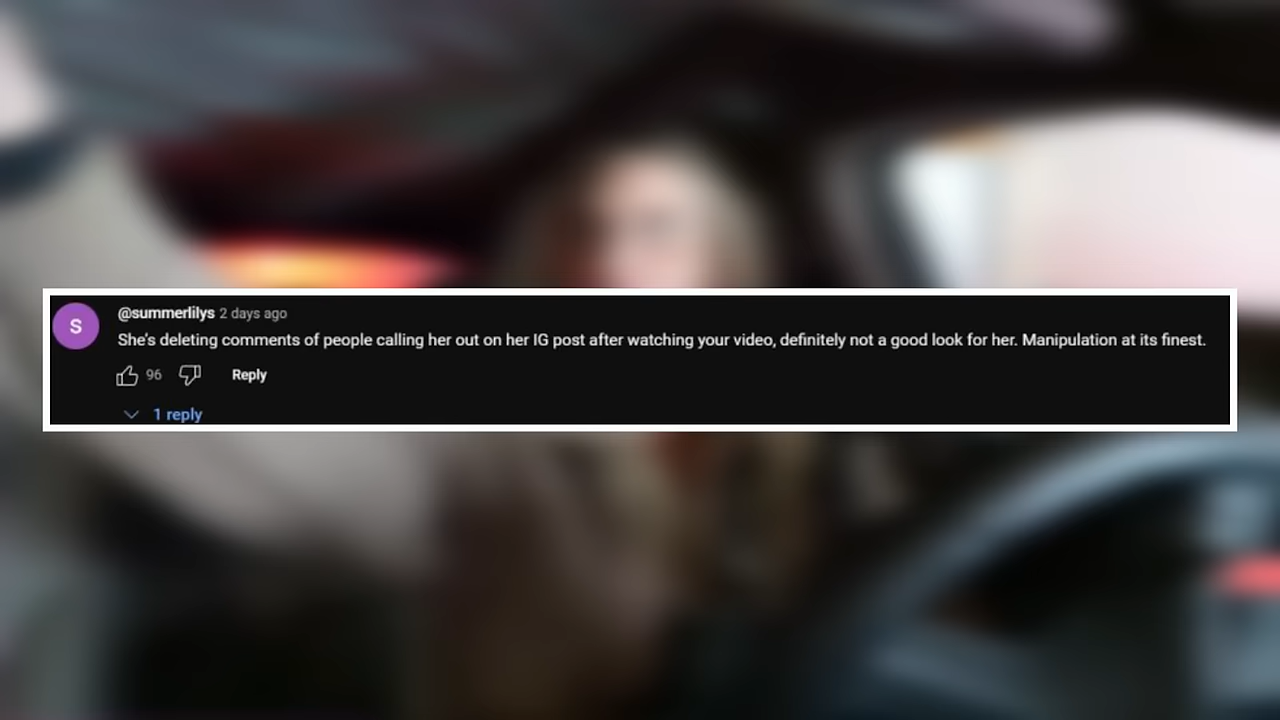 S
@summerlilys 2 days ago
She's deleting comments of people calling her out on her IG post after watching your video, definitely not a good look for her. Manipulation at its finest.
96 Reply
1 reply